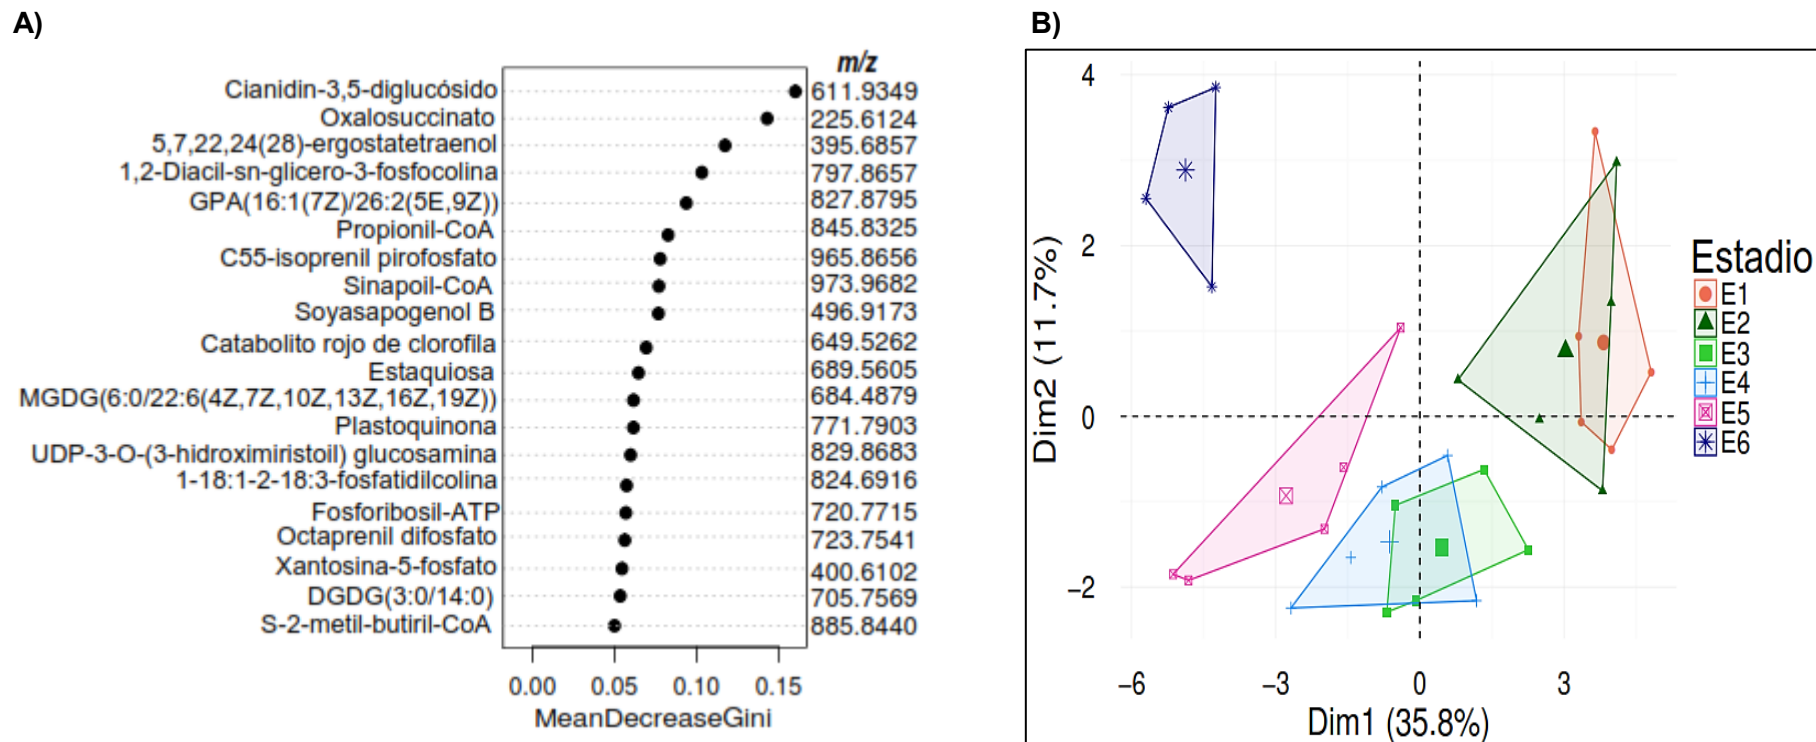 A)
m/z
Cianidin-3,5-diglucósido 611.9349
Oxalosuccinato 225.6124
5,7,22,24(28)-ergostatetraenol 395.6857
1,2-Diacil-sn-glicero-3-fosfocolina 797.8657
GPA(16:1(7Z)/26:2(5E,9Z)) 827.8795
Propionil-CoA 845.8325
C55-isoprenil pirofosfato 965.8656
Sinapoil-CoA 973.9682
Soyasapogenol B 496.9173
Catabolito rojo de clorofila 649.5262
Estaquiosa 689.5605
MGDG(6:0/22:6(4Z,7Z,10Z,13Z,16Z,19Z)) 684.4879
Plastoquinona 771.7903
UDP-3-O-(3-hidroximiristoil) glucosamina 829.8683
1-18:1-2-18:3-fosfatidilcolina 824.6916
Fosforibosil-ATP 720.7715
Octaprenil difosfato 723.7541
Xantosina-5-fosfato 400.6102
DGDG(3:0/14:0) 705.7569
S-2-metil-butiril-CoA 885.8440
0.00 0.05 0.10 0.15
MeanDecreaseGini
B)
4
2
0
−2
Dim2 (11.7%)
−6 −3 0 3
Dim1 (35.8%)
Estadio
E1
E2
E3
E4
E5
E6